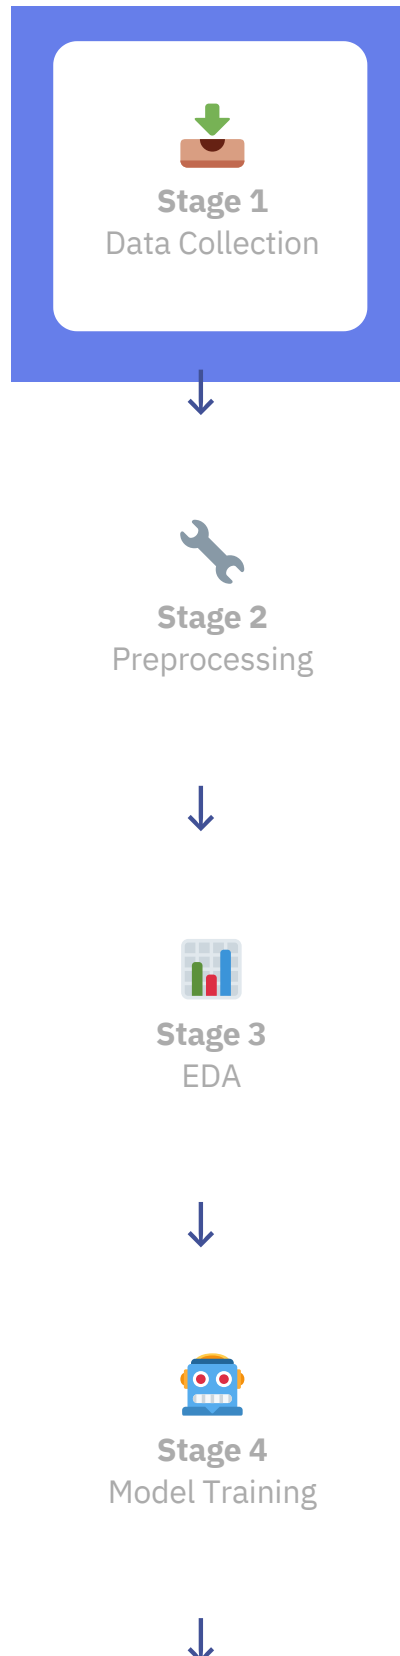 Stage 1
Data Collection
Stage 2
Preprocessing
Stage 3
EDA
Stage 4
Model Training